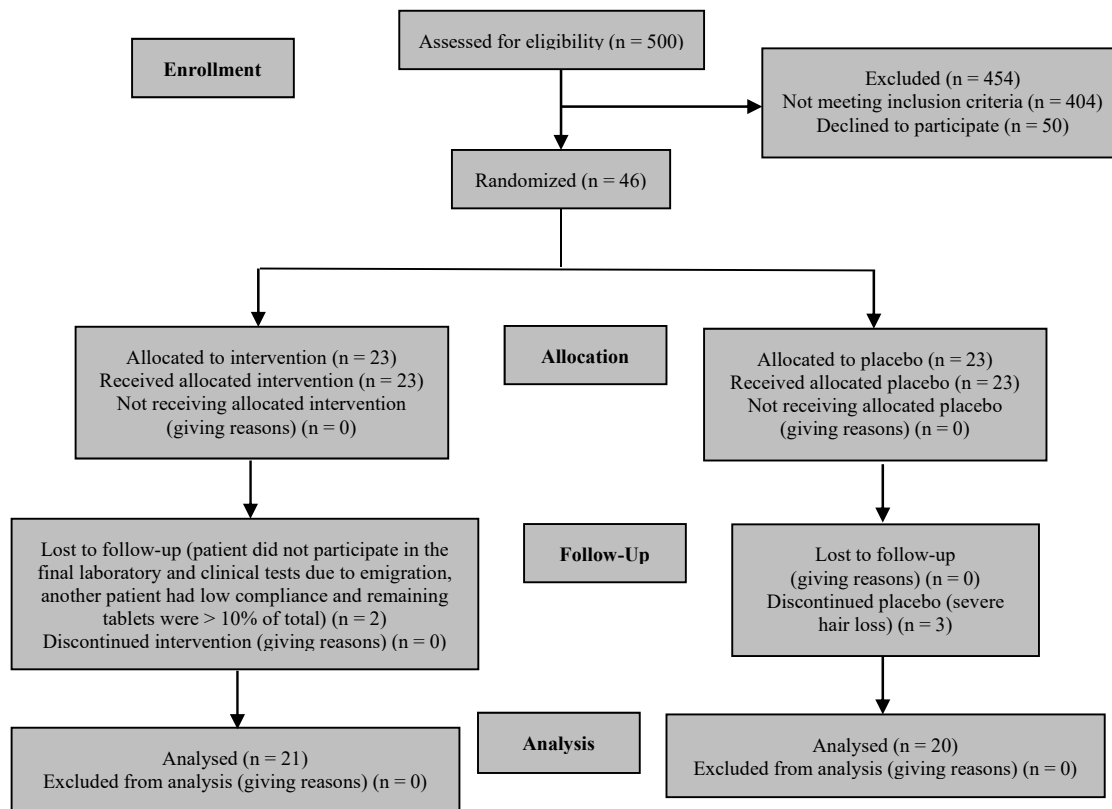 Assessed for eligibility (n = 500)
Enrollment
Excluded (n = 454)
Not meeting inclusion criteria (n = 404)
Declined to participate (n = 50)
Randomized (n = 46)
Allocated to intervention (n = 23)
Received allocated intervention (n = 23)
Not receiving allocated intervention
(giving reasons) (n = 0)
Allocation
Allocated to placebo (n = 23)
Received allocated placebo (n = 23)
Not receiving allocated placebo
(giving reasons) (n = 0)
Lost to follow-up (patient did not participate in the
final laboratory and clinical tests due to emigration,
another patient had low compliance and remaining
tablets were > 10% of total) (n = 2)
Discontinued intervention (giving reasons) (n = 0)
Follow-Up
Lost to follow-up
(giving reasons) (n = 0)
Discontinued placebo (severe
hair loss) (n = 3)
Analysed (n = 21)
Excluded from analysis (giving reasons) (n = 0)
Analysis
Analysed (n = 20)
Excluded from analysis (giving reasons) (n = 0)